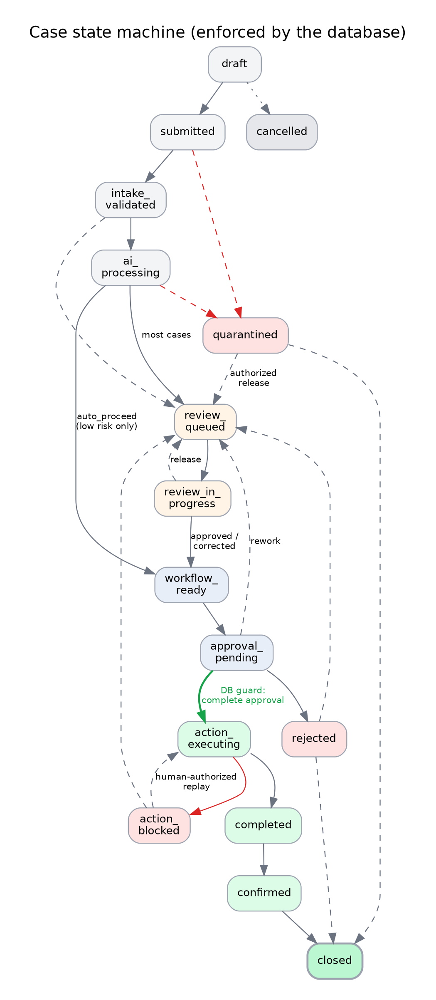 Case state machine (enforced by the database)
draft
submitted
cancelled
intake_
validated
ai_
processing
most cases
quarantined
authorized
release
auto_proceed
(low risk only)
review_
queued
release
review_in_
progress
approved /
corrected
rework
workflow_
ready
approval_
pending
DB guard:
complete approval
action_
executing
rejected
human-authorized
replay
action_
blocked
completed
confirmed
closed